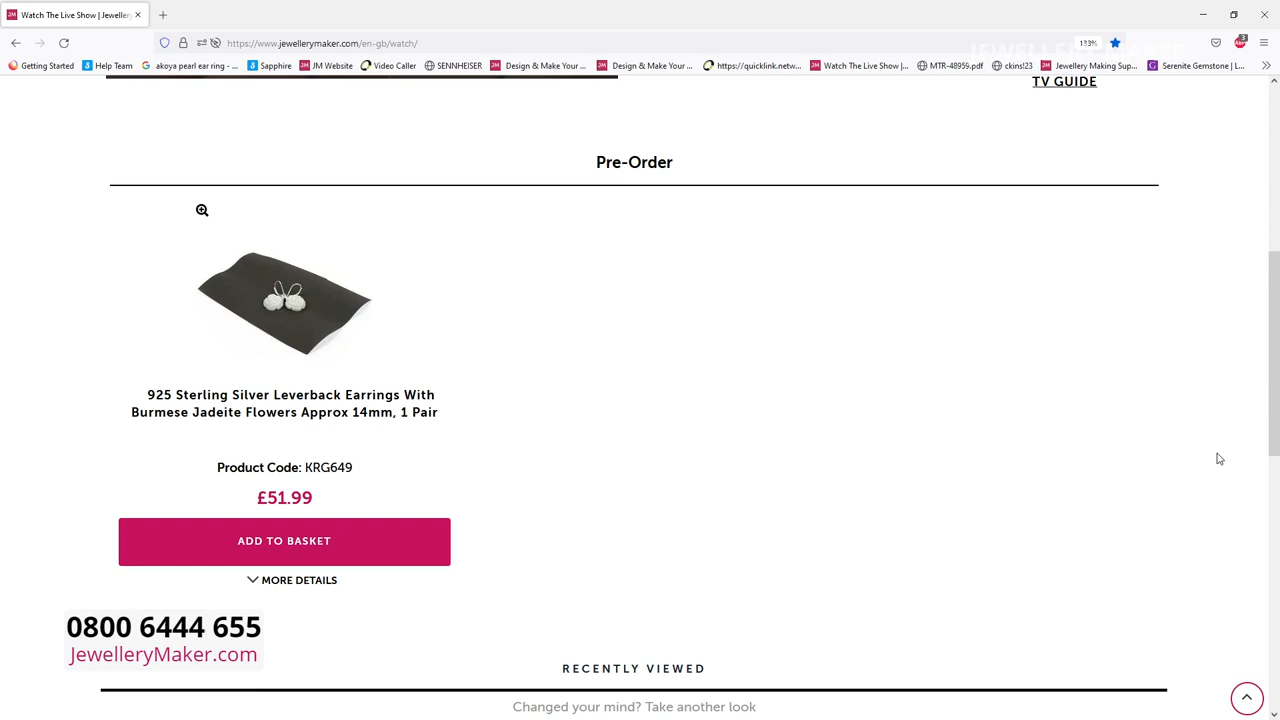 Watch The Live Show | Jeweller
https://www.jewellerymaker.com/en-gb/watch/
133%
3
Getting Started
Help Team
akoya pearl ear ring - ...
Sapphire
JM Website
Video Caller
SENNHEISER
Design & Make Your ...
Design & Make Your ...
https://quicklink.netw...
Watch The Live Show |...
MTR-48959.pdf
ckins!23
Jewellery Making Sup...
Serenite Gemstone | L...
TV GUIDE
Pre-Order
925 Sterling Silver Leverback Earrings With
Burmese Jadeite Flowers Approx 14mm, 1 Pair
Product Code: KRG649
£51.99
ADD TO BASKET
MORE DETAILS
0800 6444 655
JewelleryMaker.com
RECENTLY VIEWED
Changed your mind? Take another look